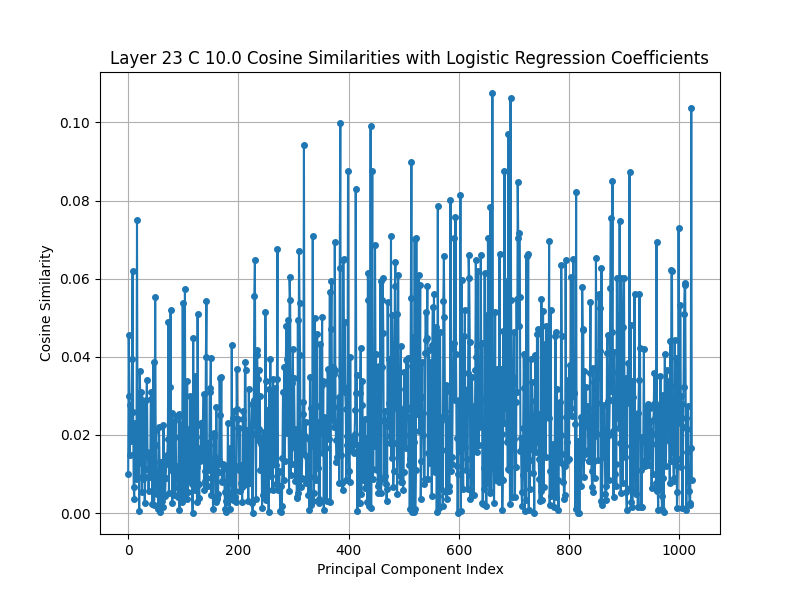 Layer 23 C 10.0 Cosine Similarities with Logistic Regression Coefficients
0.10
0.08
0.06
0.04
0.02
0.00
Cosine Similarity
0 200 400 600 800 1000
Principal Component Index